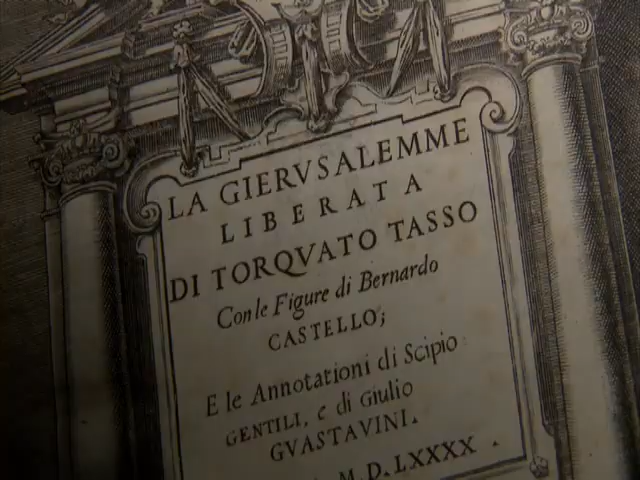 LA GIERVSALEMME
LIBERATA
DI TORQVATO TASSO
Con le Figure di Bernardo
CASTELLO;
E le Annotationi di Scipio
GENTILI, e di Giulio
GVASTAVINI.
M.D.LXXXX.